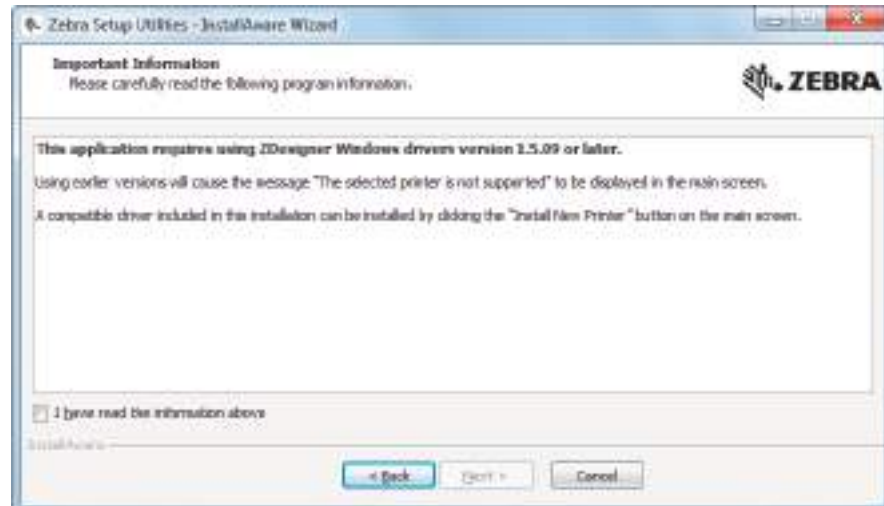 Zebra Setup Utilities - InstallAware Wizard
Important Information
Please carefully read the following program information.
ZEBRA
This application requires using ZDesigner Windows drivers version 2.5.09 or later.
Using earlier versions will cause the message "The selected printer is not supported" to be displayed in the main screen.
A compatible driver included in this installation can be installed by clicking the "Install New Printer" button on the main screen.
I have read the information above
InstallAware
< Back
Next >
Cancel